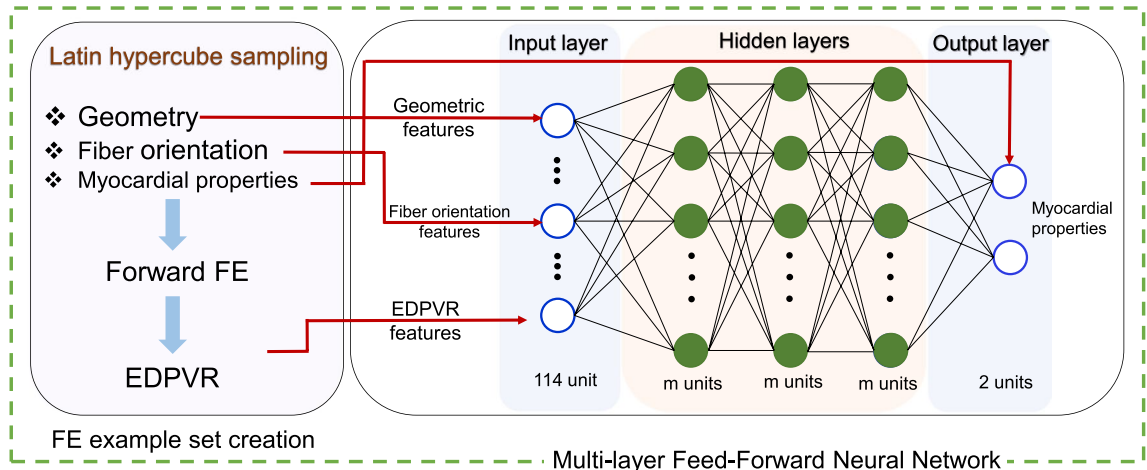 Latin hypercube sampling
❖ Geometry
❖ Fiber orientation
❖ Myocardial properties
Forward FE
EDPVR
FE example set creation
Input layer
Hidden layers
Output layer
Geometric
features
Fiber orientation
features
EDPVR
features
Myocardial
properties
114 unit
m units
m units
m units
2 units
Multi-layer Feed-Forward Neural Network